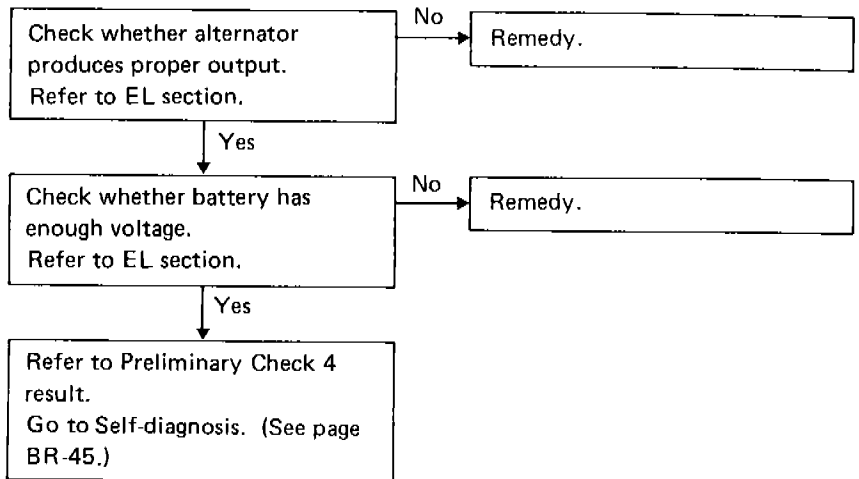 Check whether alternator
produces proper output.
Refer to EL section.
No
Remedy.
Yes
Check whether battery has
enough voltage.
Refer to EL section.
No
Remedy.
Yes
Refer to Preliminary Check 4
result.
Go to Self-diagnosis. (See page
BR-45.)